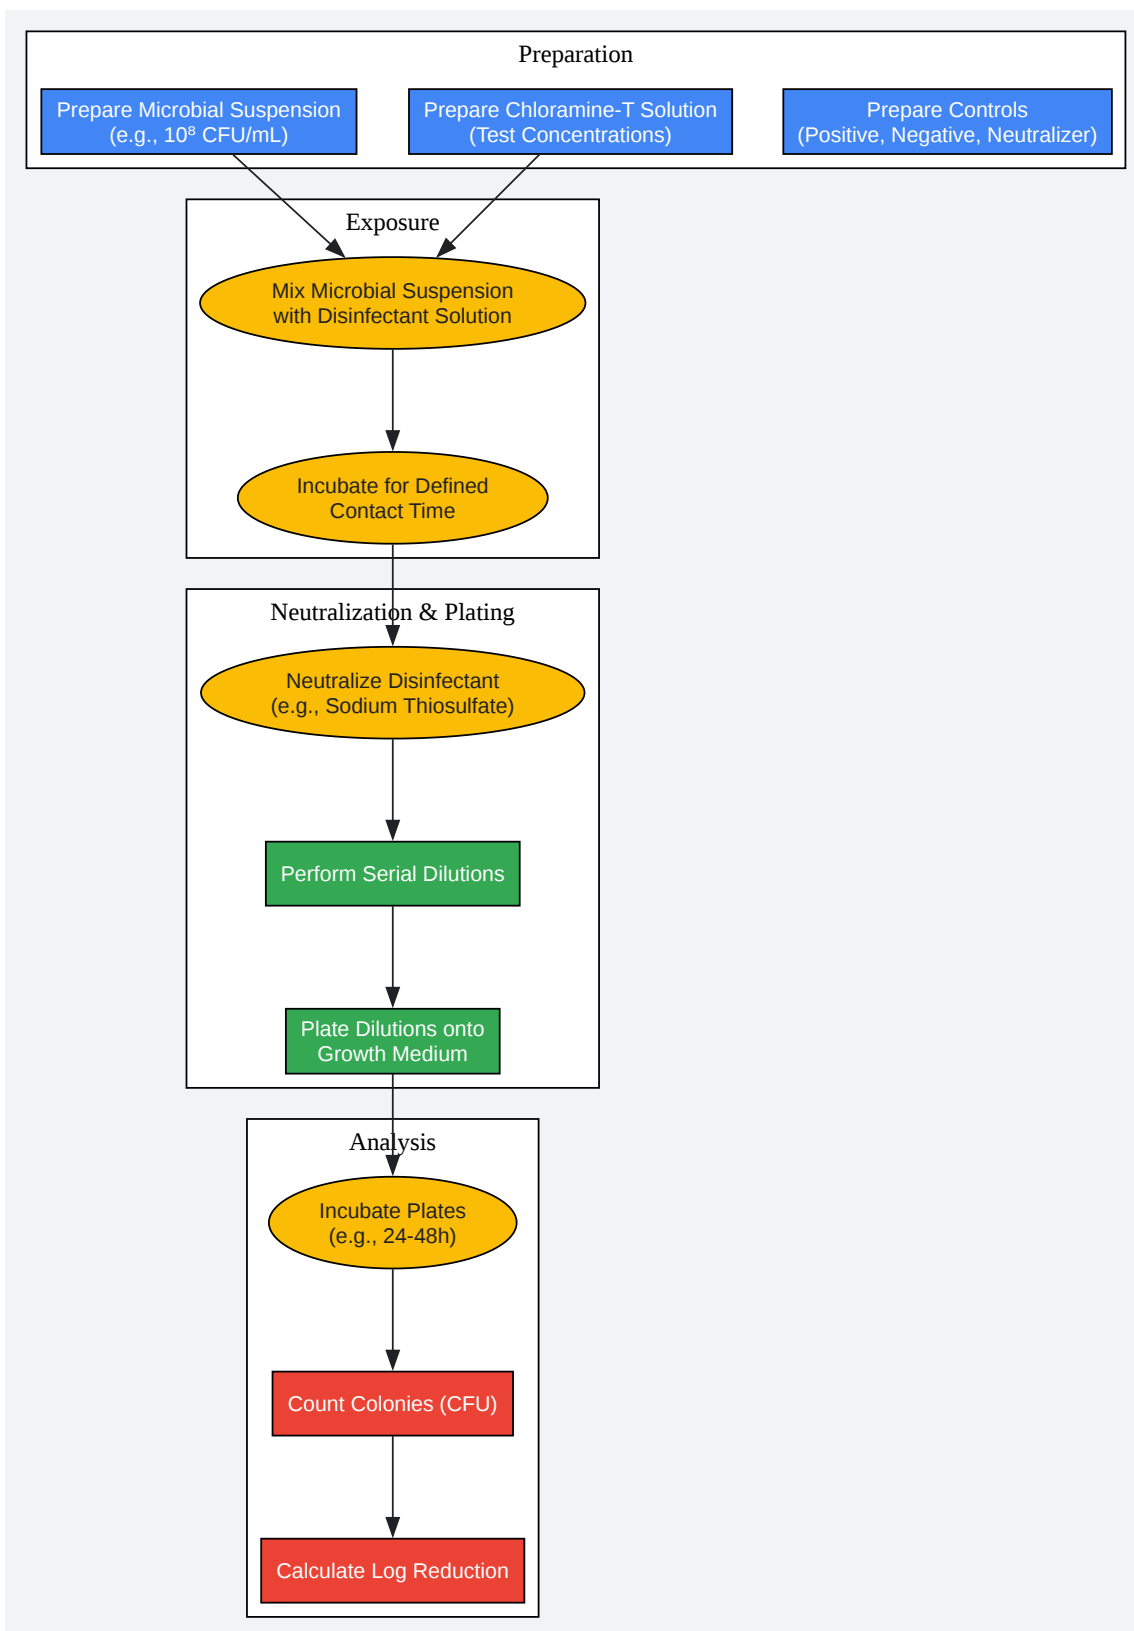 Preparation
Prepare Microbial Suspension
(e.g., 10⁸ CFU/mL)
Prepare Chloramine-T Solution
(Test Concentrations)
Prepare Controls
(Positive, Negative, Neutralizer)
Exposure
Mix Microbial Suspension
with Disinfectant Solution
Incubate for Defined
Contact Time
Neutralization & Plating
Neutralize Disinfectant
(e.g., Sodium Thiosulfate)
Perform Serial Dilutions
Plate Dilutions onto
Growth Medium
Analysis
Incubate Plates
(e.g., 24-48h)
Count Colonies (CFU)
Calculate Log Reduction